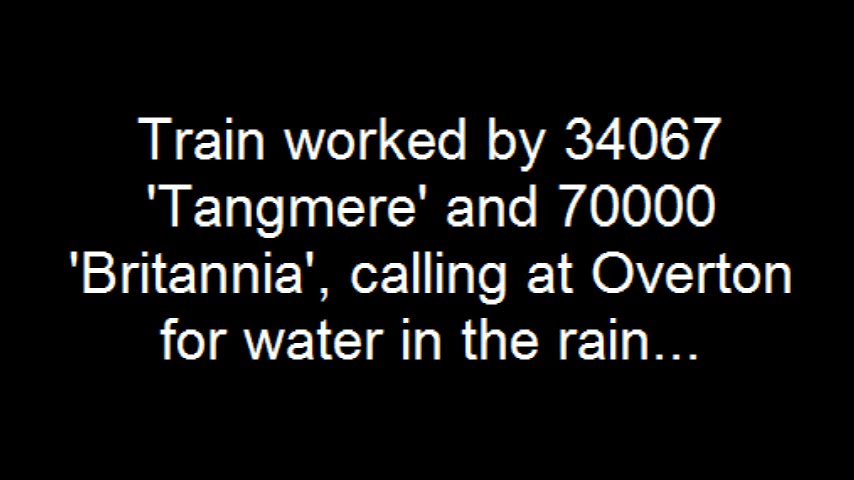 Train worked by 34067
'Tangmere' and 70000
'Britannia', calling at Overton
for water in the rain...